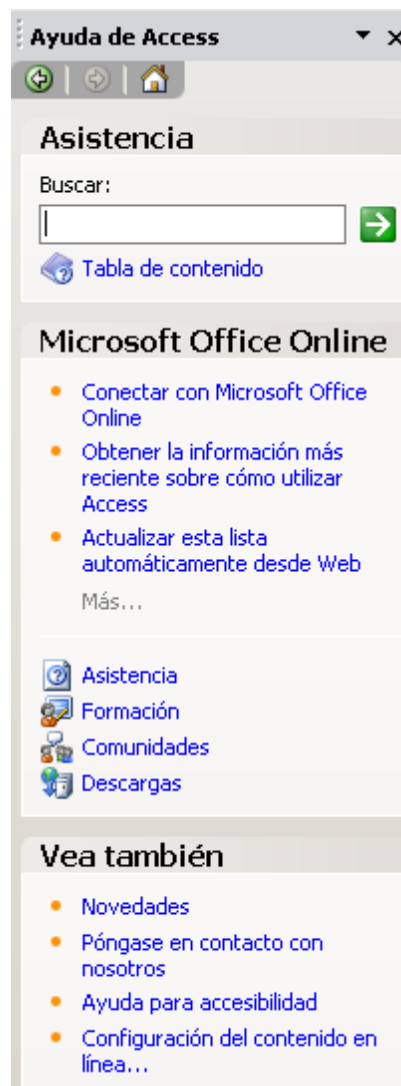 Ayuda de Access
Asistencia
Buscar:
Tabla de contenido
Microsoft Office Online
Conectar con Microsoft Office
Online
Obtener la información más
reciente sobre cómo utilizar
Access
Actualizar esta lista
automáticamente desde Web
Más...
Asistencia
Formación
Comunidades
Descargas
Vea también
Novedades
Póngase en contacto con
nosotros
Ayuda para accesibilidad
Configuración del contenido en
línea...